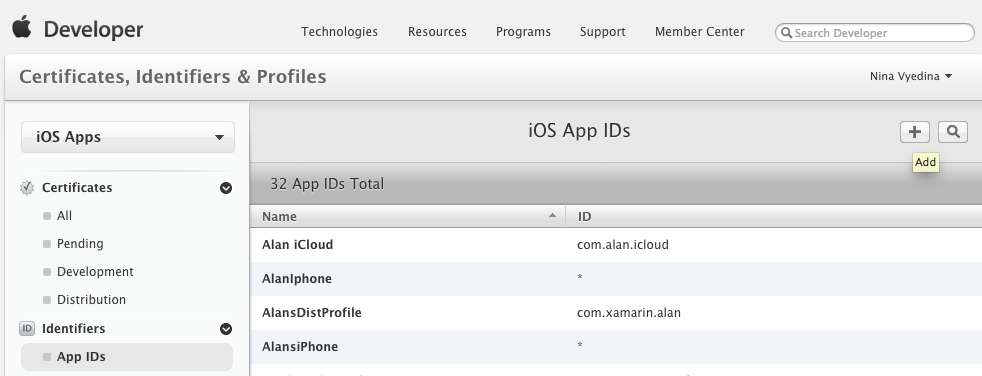 Developer
Technologies Resources Programs Support Member Center Search Developer
Certificates, Identifiers & Profiles
Nina Vyedina
iOS Apps
iOS App IDs
Add
32 App IDs Total
Certificates
All
Pending
Development
Distribution
ID Identifiers
App IDs
Name ID
Alan iCloud com.alan.icloud
AlanIphone *
AlansDistProfile com.xamarin.alan
AlansiPhone *